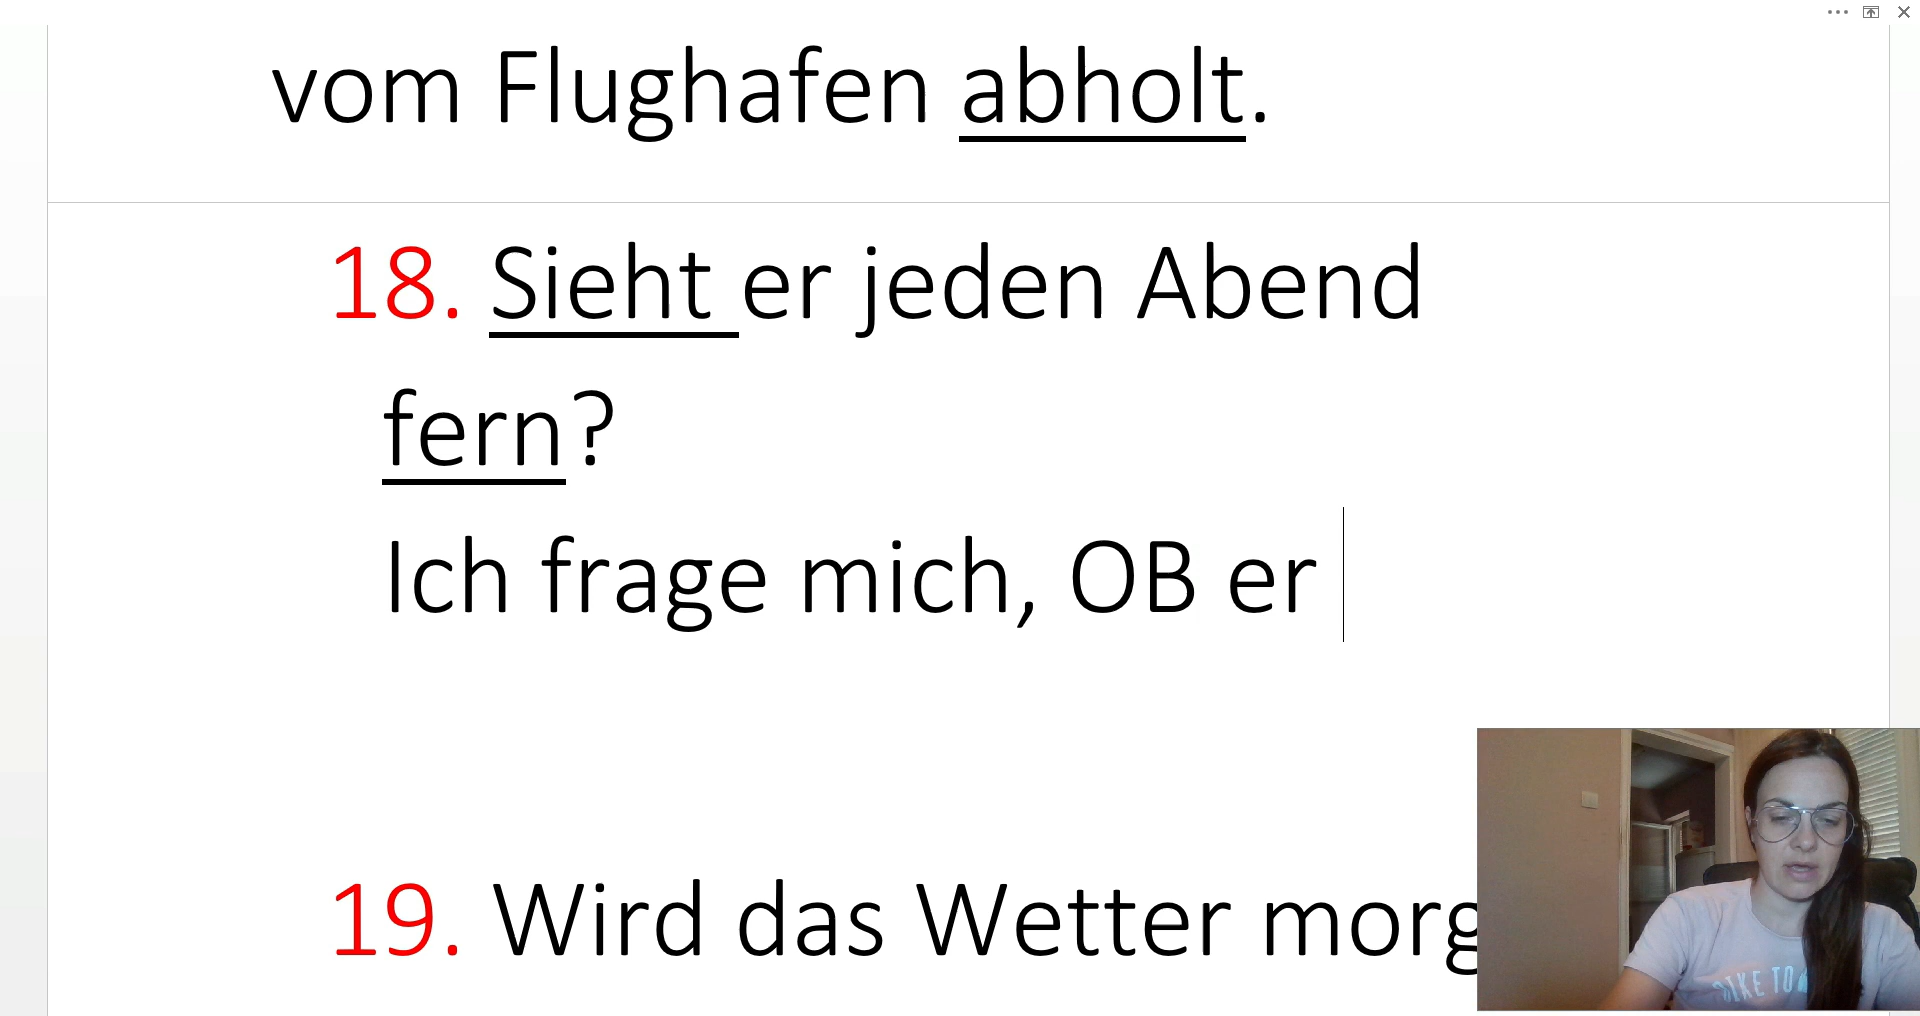 vom Flughafen abholt.
18. Sieht er jeden Abend
fern?
Ich frage mich, OB er
19. Wird das Wetter morg